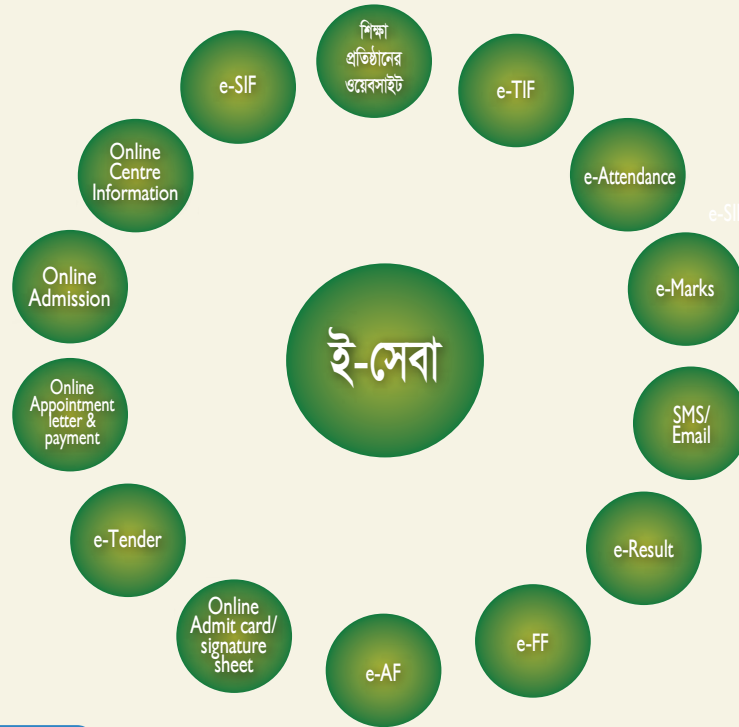 শিক্ষা
প্রতিষ্ঠানের
ওয়েবসাইট
e-TIF
e-Attendance
e-SI
e-Marks
SMS/
Email
e-Result
e-FF
e-AF
Online
Admit card/
signature
sheet
e-Tender
Online
Appointment
letter &
payment
Online
Admission
Online
Centre
Information
e-SIF
ই-সেবা